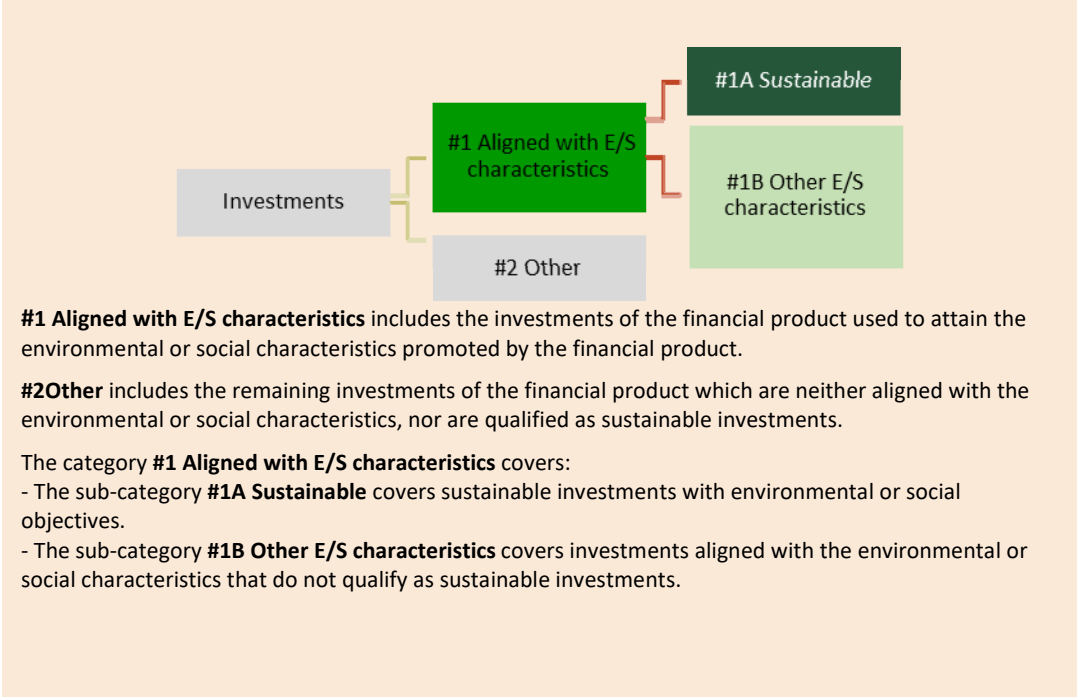 #1A Sustainable
#1 Aligned with E/S
characteristics
Investments
#1B Other E/S
characteristics
#2 Other
#1 Aligned with E/S characteristics includes the investments of the financial product used to attain the
environmental or social characteristics promoted by the financial product.
#2Other includes the remaining investments of the financial product which are neither aligned with the
environmental or social characteristics, nor are qualified as sustainable investments.
The category #1 Aligned with E/S characteristics covers:
- The sub-category #1A Sustainable covers sustainable investments with environmental or social
objectives.
- The sub-category #1B Other E/S characteristics covers investments aligned with the environmental or
social characteristics that do not qualify as sustainable investments.